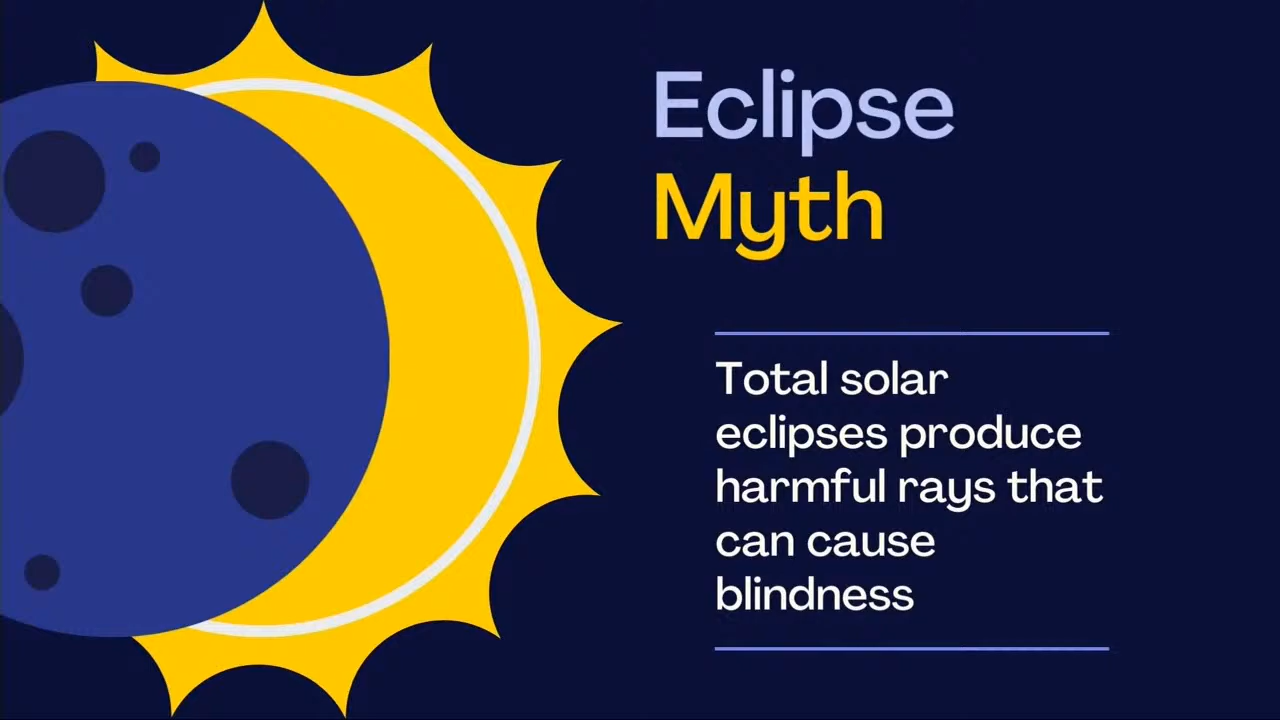 Eclipse
Myth
Total solar
eclipses produce
harmful rays that
can cause
blindness